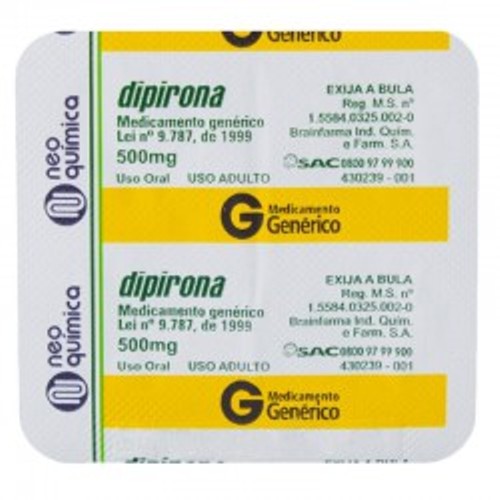 Genérico
neo
química
dipirona
Medicamento genérico
Lei nº 9.787, de 1999
500mg
Uso Oral USO ADULTO
EXIJA A BULA
Reg. M.S. nº
1.5584.0325.002-0
Brainfarma Ind. Quím.
e Farm. S.A.
SAC 0800 97 99 900
430239 - 001
G Medicamento
Genérico
neo
química
dipirona
Medicamento genérico
Lei nº 9.787, de 1999
500mg
Uso Oral USO ADULTO
EXIJA A BULA
Reg. M.S. nº
1.5584.0325.002-0
Brainfarma Ind. Quím.
e Farm. S.A.
SAC 0800 97 99 900
430239 - 001
G Medicamento
Genérico
dipirona
EXIJA A BULA